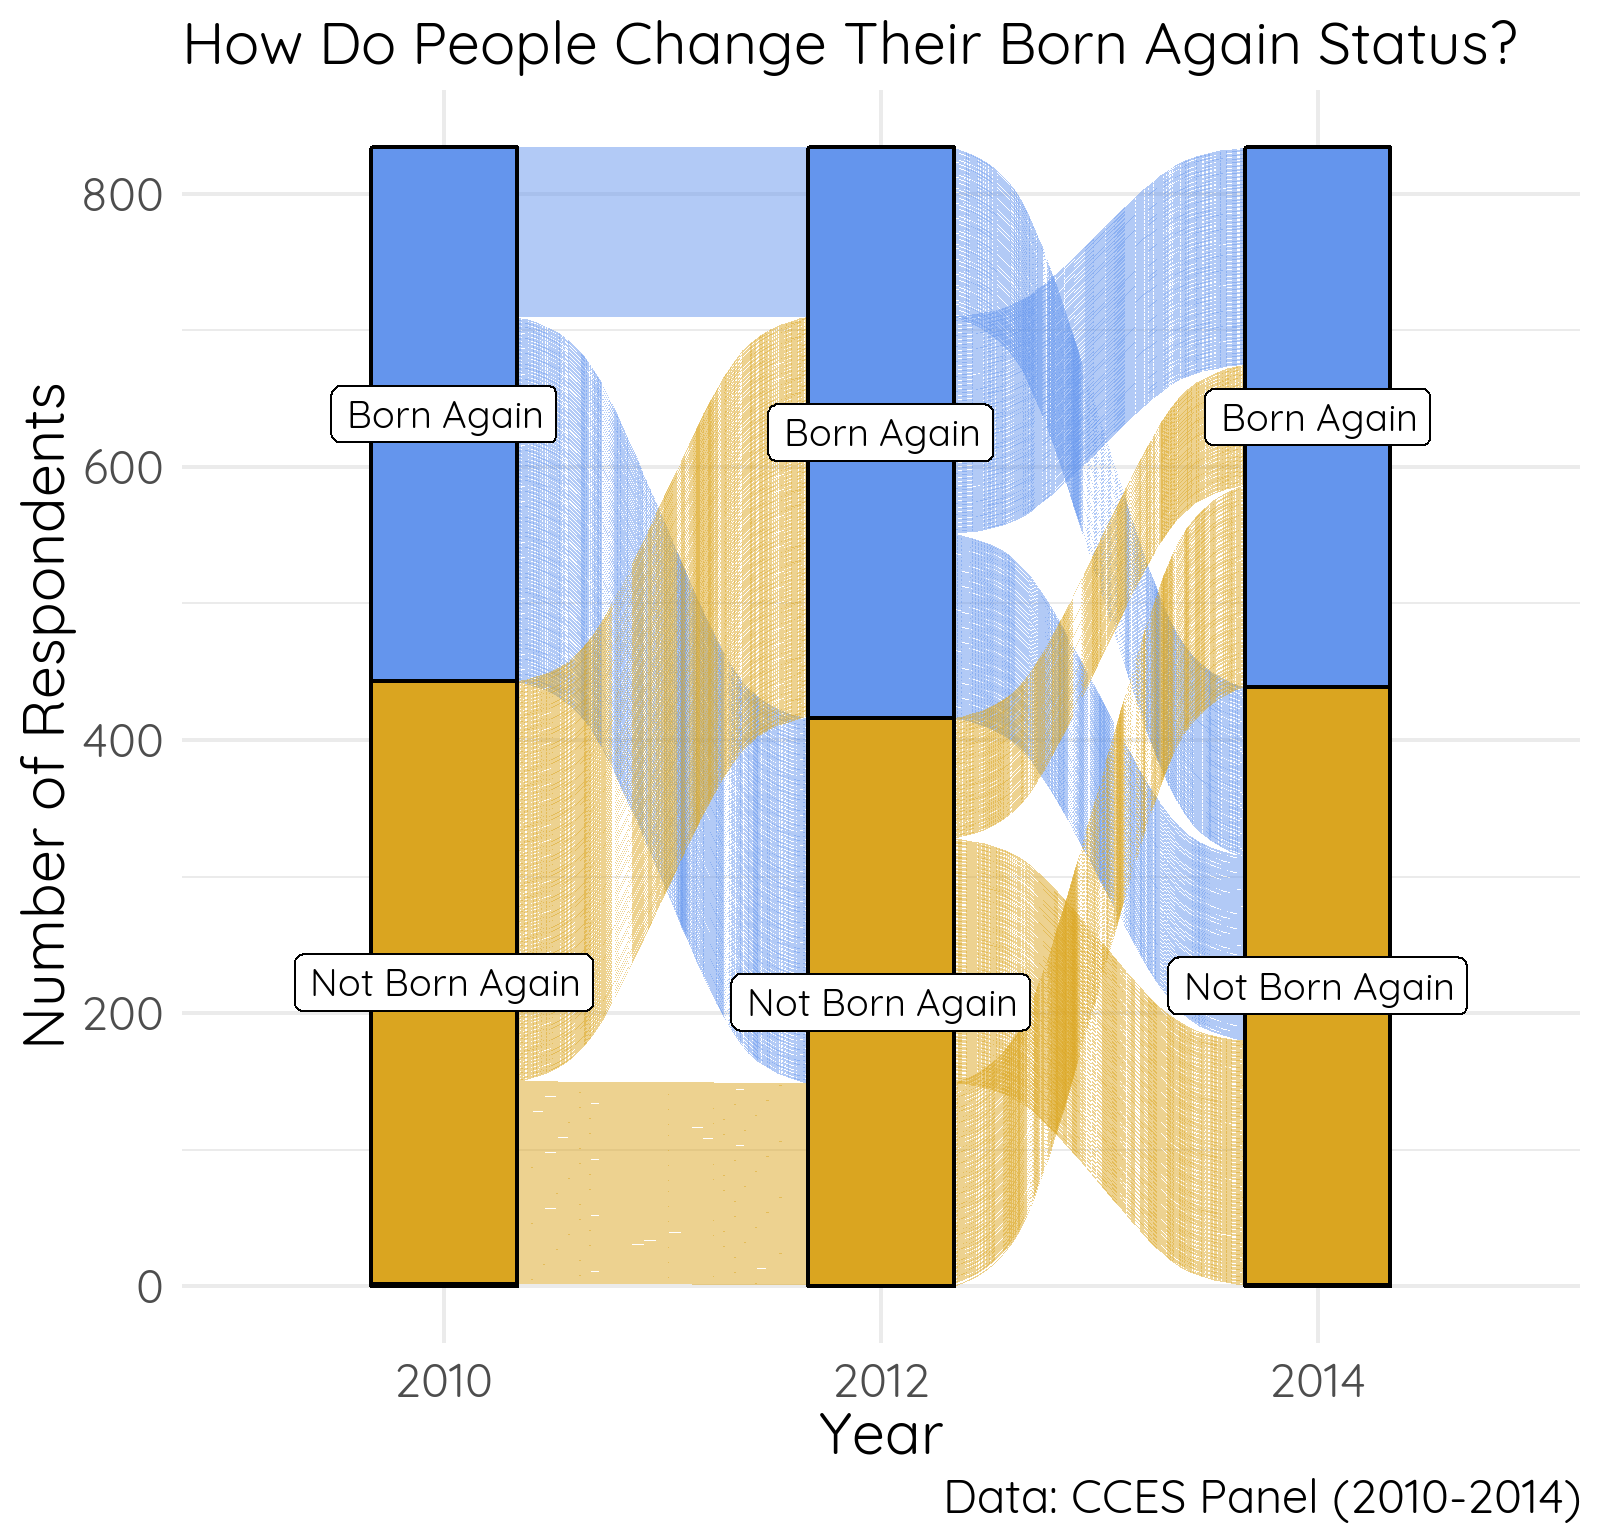 How Do People Change Their Born Again Status?
Number of Respondents
800
600
400
200
0
Born Again
Born Again
Born Again
Not Born Again
Not Born Again
Not Born Again
2010
2012
2014
Year
Data: CCES Panel (2010-2014)